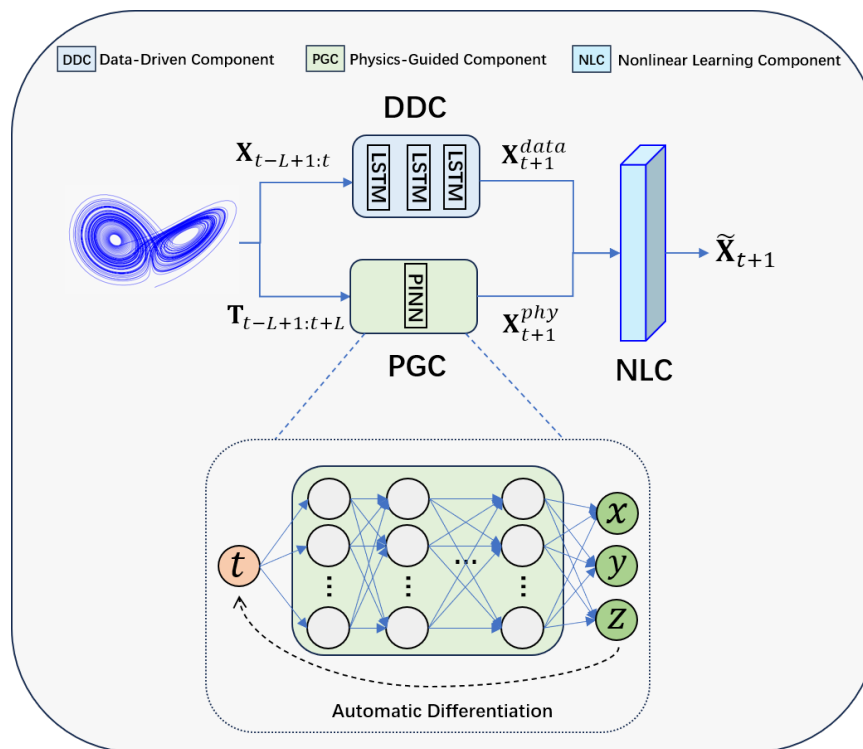 DDC Data-Driven Component PGC Physics-Guided Component NLC Nonlinear Learning Component
DDC
𝐗_{t−L+1:t}
LSTM LSTM LSTM
𝐗^{data}_{t+1}
𝐗̃_{t+1}
PINN
𝐓_{t−L+1:t+L}
𝐗^{phy}_{t+1}
PGC
NLC
x
...
t
y
⋮ ⋮ ⋮
z
Automatic Differentiation